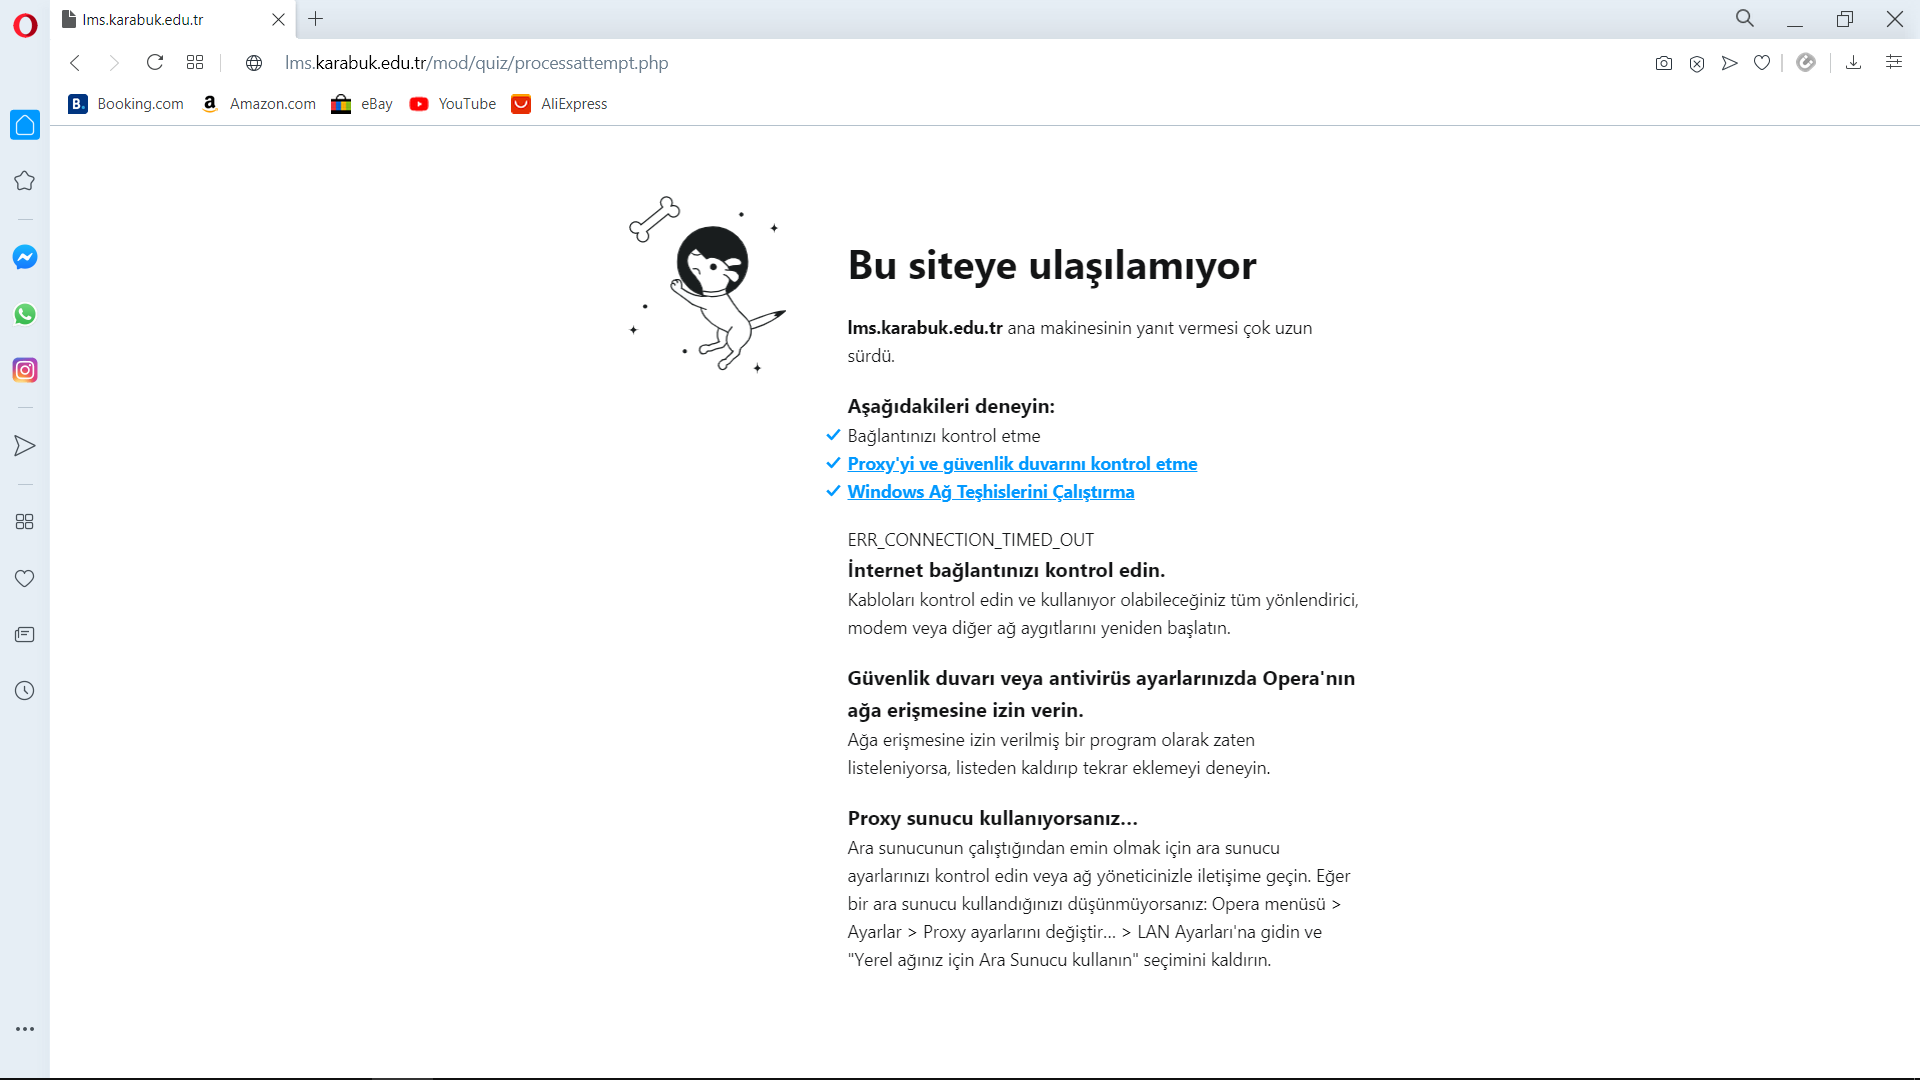 lms.karabuk.edu.tr
lms.karabuk.edu.tr/mod/quiz/processattempt.php
B. Booking.com a Amazon.com eBay YouTube AliExpress
Bu siteye ulaşılamıyor
lms.karabuk.edu.tr ana makinesinin yanıt vermesi çok uzun
sürdü.
Aşağıdakileri deneyin:
Bağlantınızı kontrol etme
Proxy'yi ve güvenlik duvarını kontrol etme
Windows Ağ Teşhislerini Çalıştırma
ERR_CONNECTION_TIMED_OUT
İnternet bağlantınızı kontrol edin.
Kabloları kontrol edin ve kullanıyor olabileceğiniz tüm yönlendirici,
modem veya diğer ağ aygıtlarını yeniden başlatın.
Güvenlik duvarı veya antivirüs ayarlarınızda Opera'nın
ağa erişmesine izin verin.
Ağa erişmesine izin verilmiş bir program olarak zaten
listeleniyorsa, listeden kaldırıp tekrar eklemeyi deneyin.
Proxy sunucu kullanıyorsanız…
Ara sunucunun çalıştığından emin olmak için ara sunucu
ayarlarınızı kontrol edin veya ağ yöneticinizle iletişime geçin. Eğer
bir ara sunucu kullandığınızı düşünmüyorsanız: Opera menüsü >
Ayarlar > Proxy ayarlarını değiştir… > LAN Ayarları'na gidin ve
"Yerel ağınız için Ara Sunucu kullanın" seçimini kaldırın.